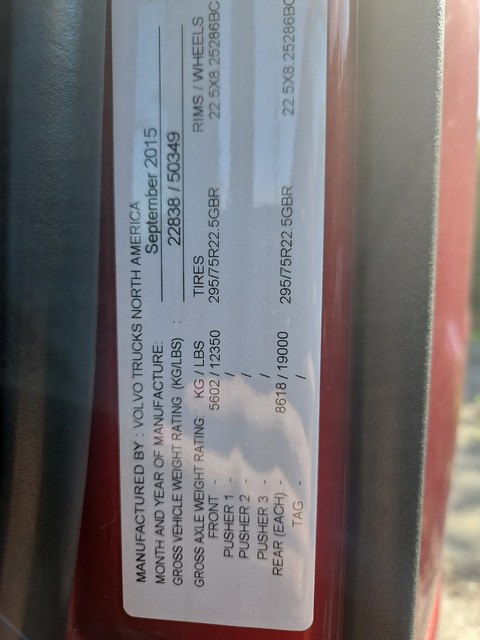 MANUFACTURED BY : VOLVO TRUCKS NORTH AMERICA
MONTH AND YEAR OF MANUFACTURE: September 2015
GROSS VEHICLE WEIGHT RATING (KG/LBS) : 22838 / 50349
GROSS AXLE WEIGHT RATING: KG / LBS TIRES RIMS / WHEELS
FRONT - 5602 / 12350 295/75R22.5GBR 22.5X8.25286BC
PUSHER 1 - /
PUSHER 2 - /
PUSHER 3 - /
REAR (EACH) - 8618 / 19000 295/75R22.5GBR 22.5X8.25286BC
TAG - /